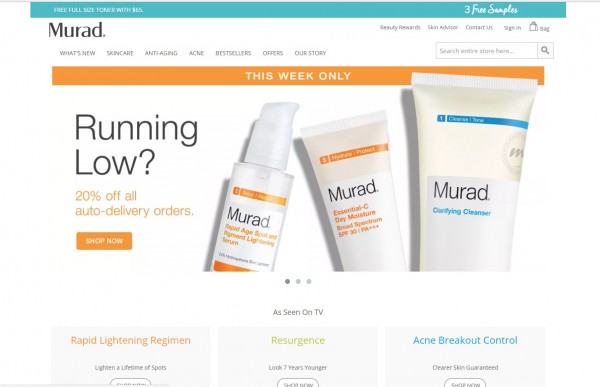 FREE FULL SIZE TONER WITH $65.
3 Free Samples
Murad.
Beauty Rewards Skin Advisor Contact Us Sign In Bag
WHAT'S NEW SKINCARE ANTI-AGING ACNE BESTSELLERS OFFERS OUR STORY
Search entire store here...
THIS WEEK ONLY
Running
Low?
20% off all
auto-delivery orders.
SHOP NOW
Murad.
Rapid Age Spot and
Pigment Lightening
Serum
3 Hydrate | Protect
Murad.
Essential-C
Day Moisture
Broad Spectrum
SPF 30 | PA+++
1 Cleanse | Tone
Murad.
Clarifying Cleanser
As Seen On TV
Rapid Lightening Regimen
Lighten a Lifetime of Spots
SHOP NOW
Resurgence
Look 7 Years Younger
SHOP NOW
Acne Breakout Control
Clearer Skin Guaranteed
SHOP NOW